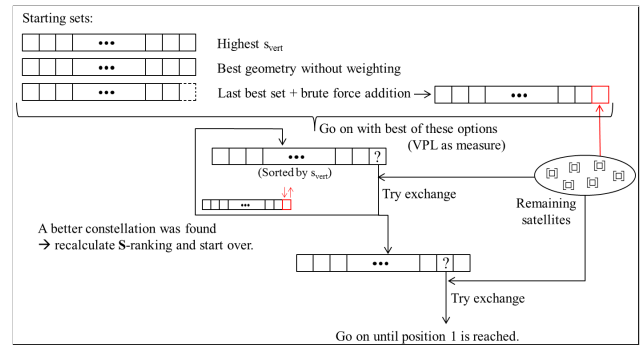 Starting sets:
Highest s_vert
Best geometry without weighting
Last best set + brute force addition →
Go on with best of these options
(VPL as measure)
?
(Sorted by s_vert)
Try exchange
Remaining
satellites
A better constellation was found
→ recalculate S-ranking and start over.
?
Try exchange
Go on until position 1 is reached.